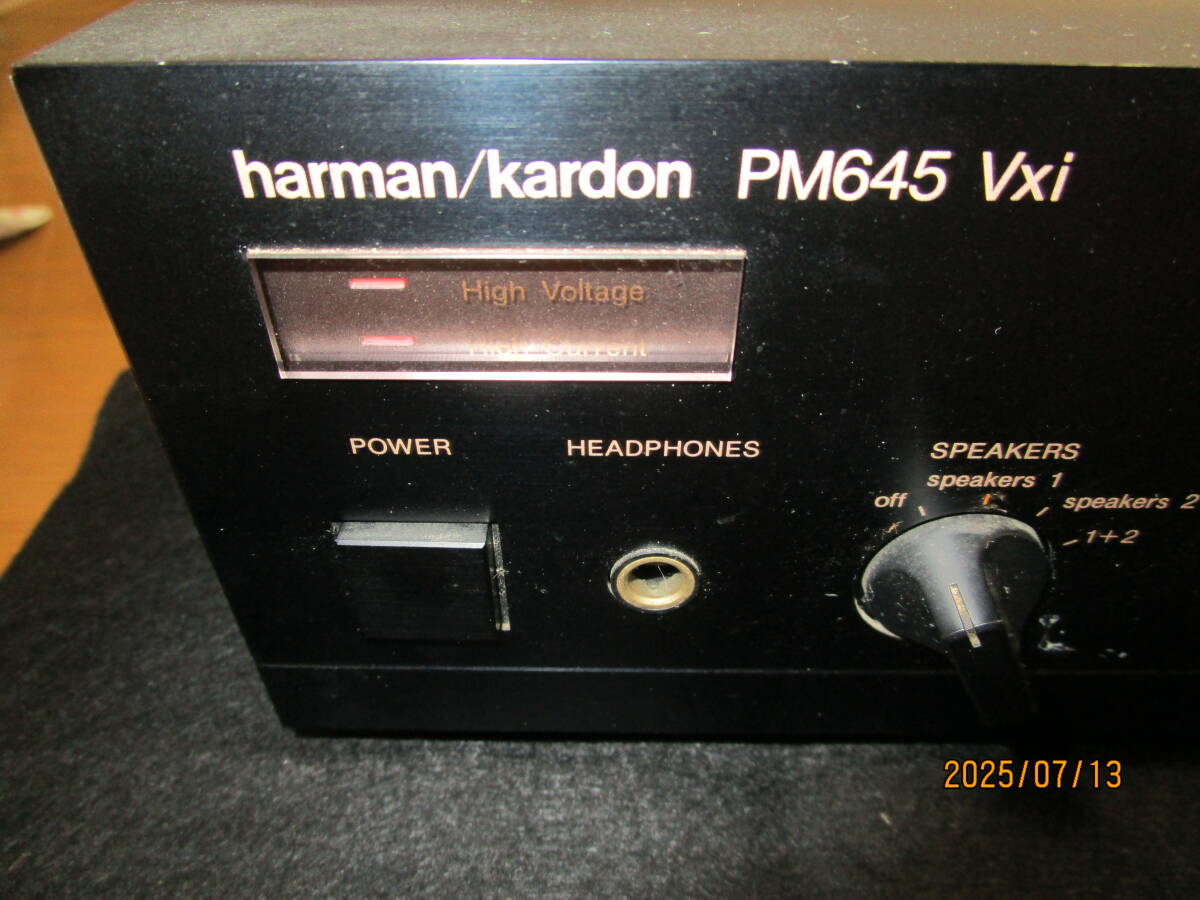 harman/kardon PM645 Vxi
High Voltage
High Current
POWER
HEADPHONES
SPEAKERS
off
speakers 1
speakers 2
1+2
2025/07/13